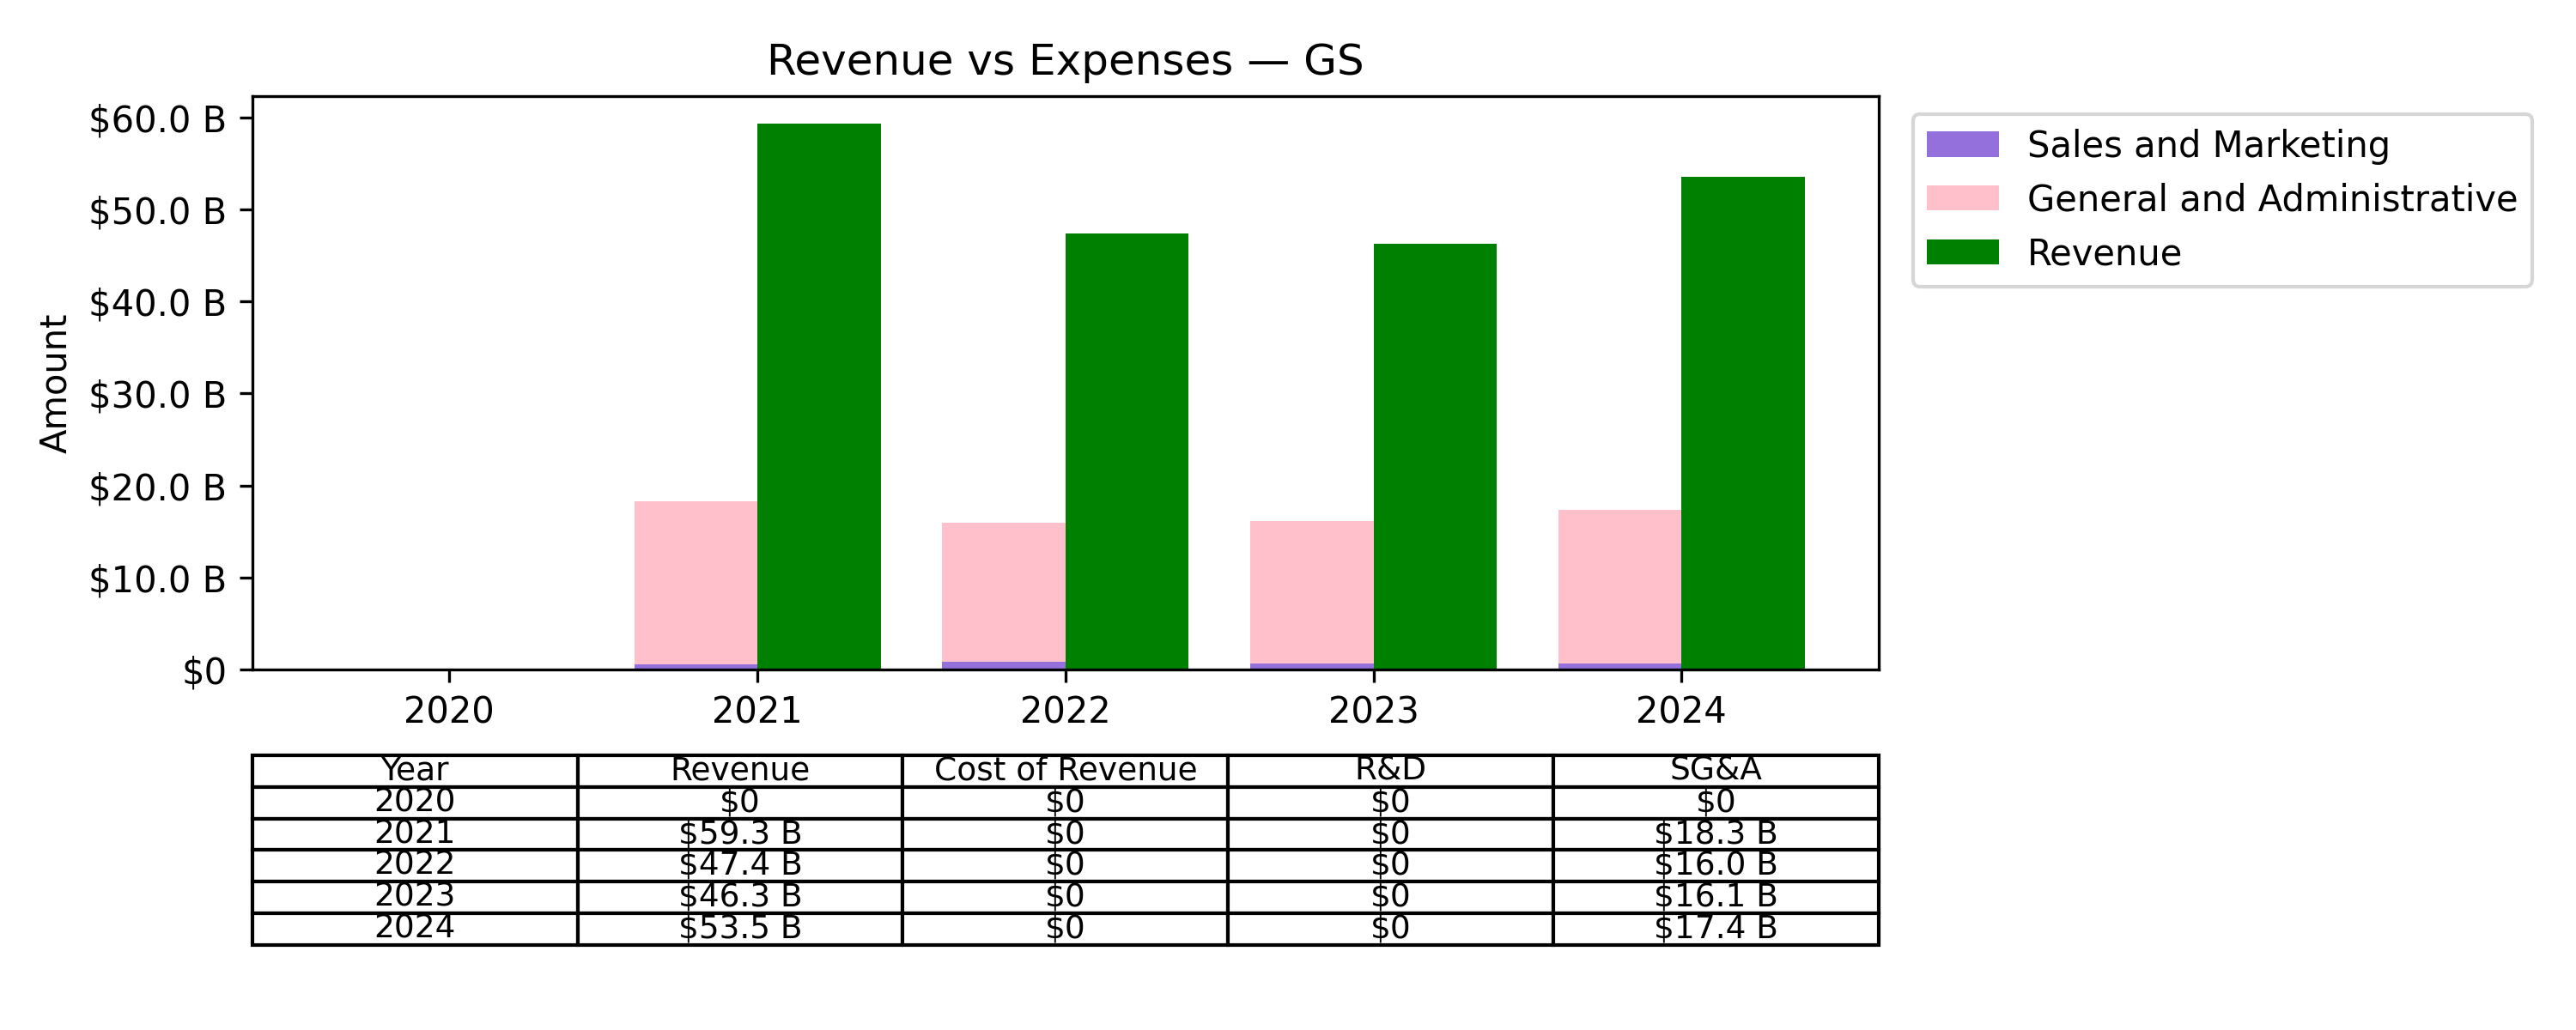 Revenue vs Expenses — GS
Amount
$60.0 B
$50.0 B
$40.0 B
$30.0 B
$20.0 B
$10.0 B
$0
2020 2021 2022 2023 2024
Sales and Marketing
General and Administrative
Revenue
Year Revenue Cost of Revenue R&D SG&A
2020 $0 $0 $0 $0
2021 $59.3 B $0 $0 $18.3 B
2022 $47.4 B $0 $0 $16.0 B
2023 $46.3 B $0 $0 $16.1 B
2024 $53.5 B $0 $0 $17.4 B